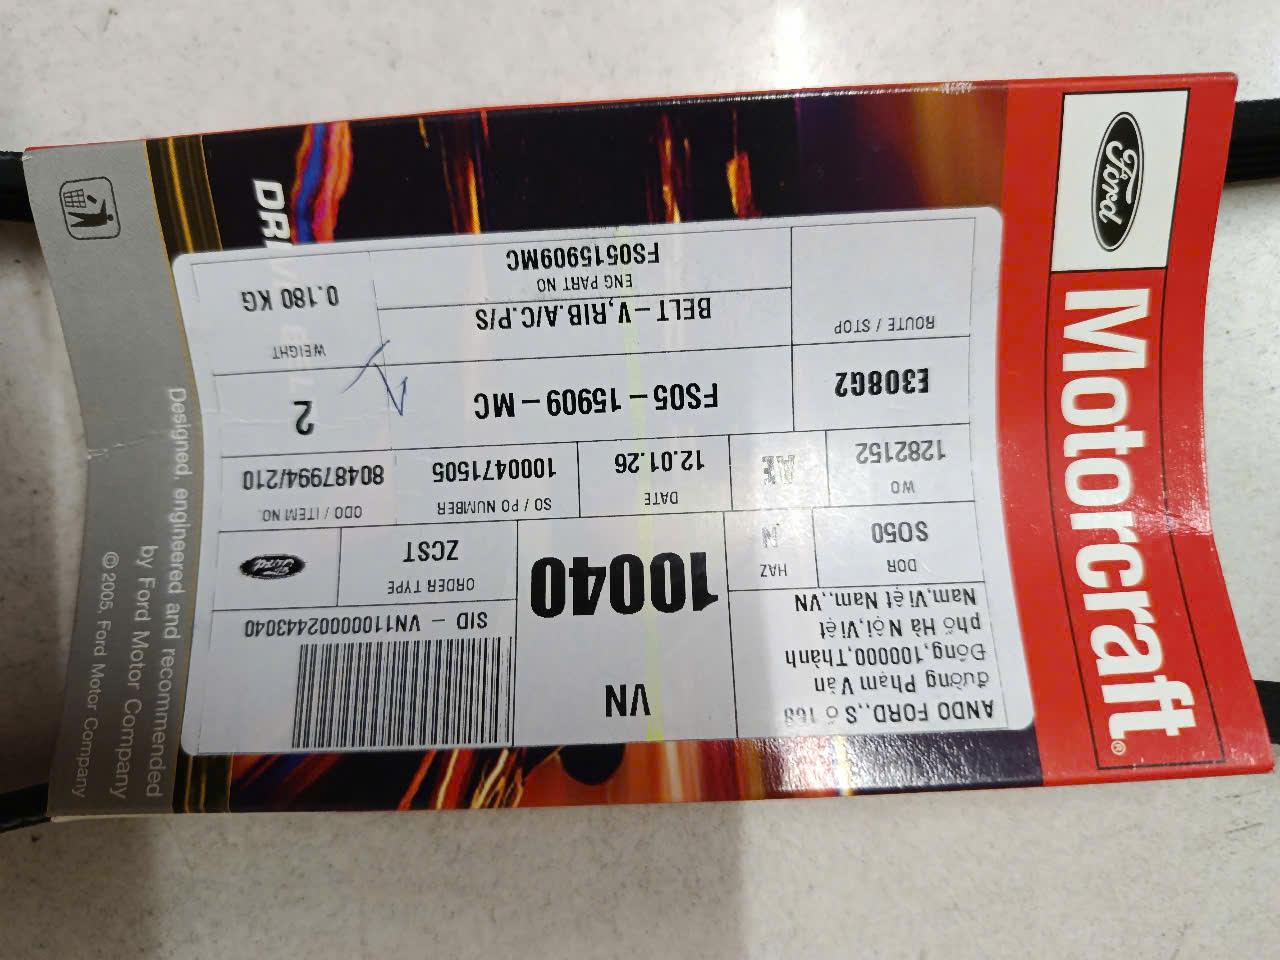 Ford
Motorcraft®
DR
ANDO FORD,,Số 168
đường Phạm Văn
Đồng,100000,Thành
phố Hà Nội,Việt
Nam.Việt Nam,,VN
VN
10040
SID - VN11000002443040
DOR
SO50
HAZ
N
ORDER TYPE
ZCST
Ford
WO
1282152
AE
DATE
12.01.26
SO / PO NUMBER
1000471505
ODO / ITEM NO.
80487994/210
E308G2
FS05-15909-MC
2
ROUTE / STOP
BELT-V,RIB.A/C.P/S
WEIGHT
0.180 KG
ENG PART NO
FS0515909MC
Designed, engineered and recommended
by Ford Motor Company
© 2005, Ford Motor Company